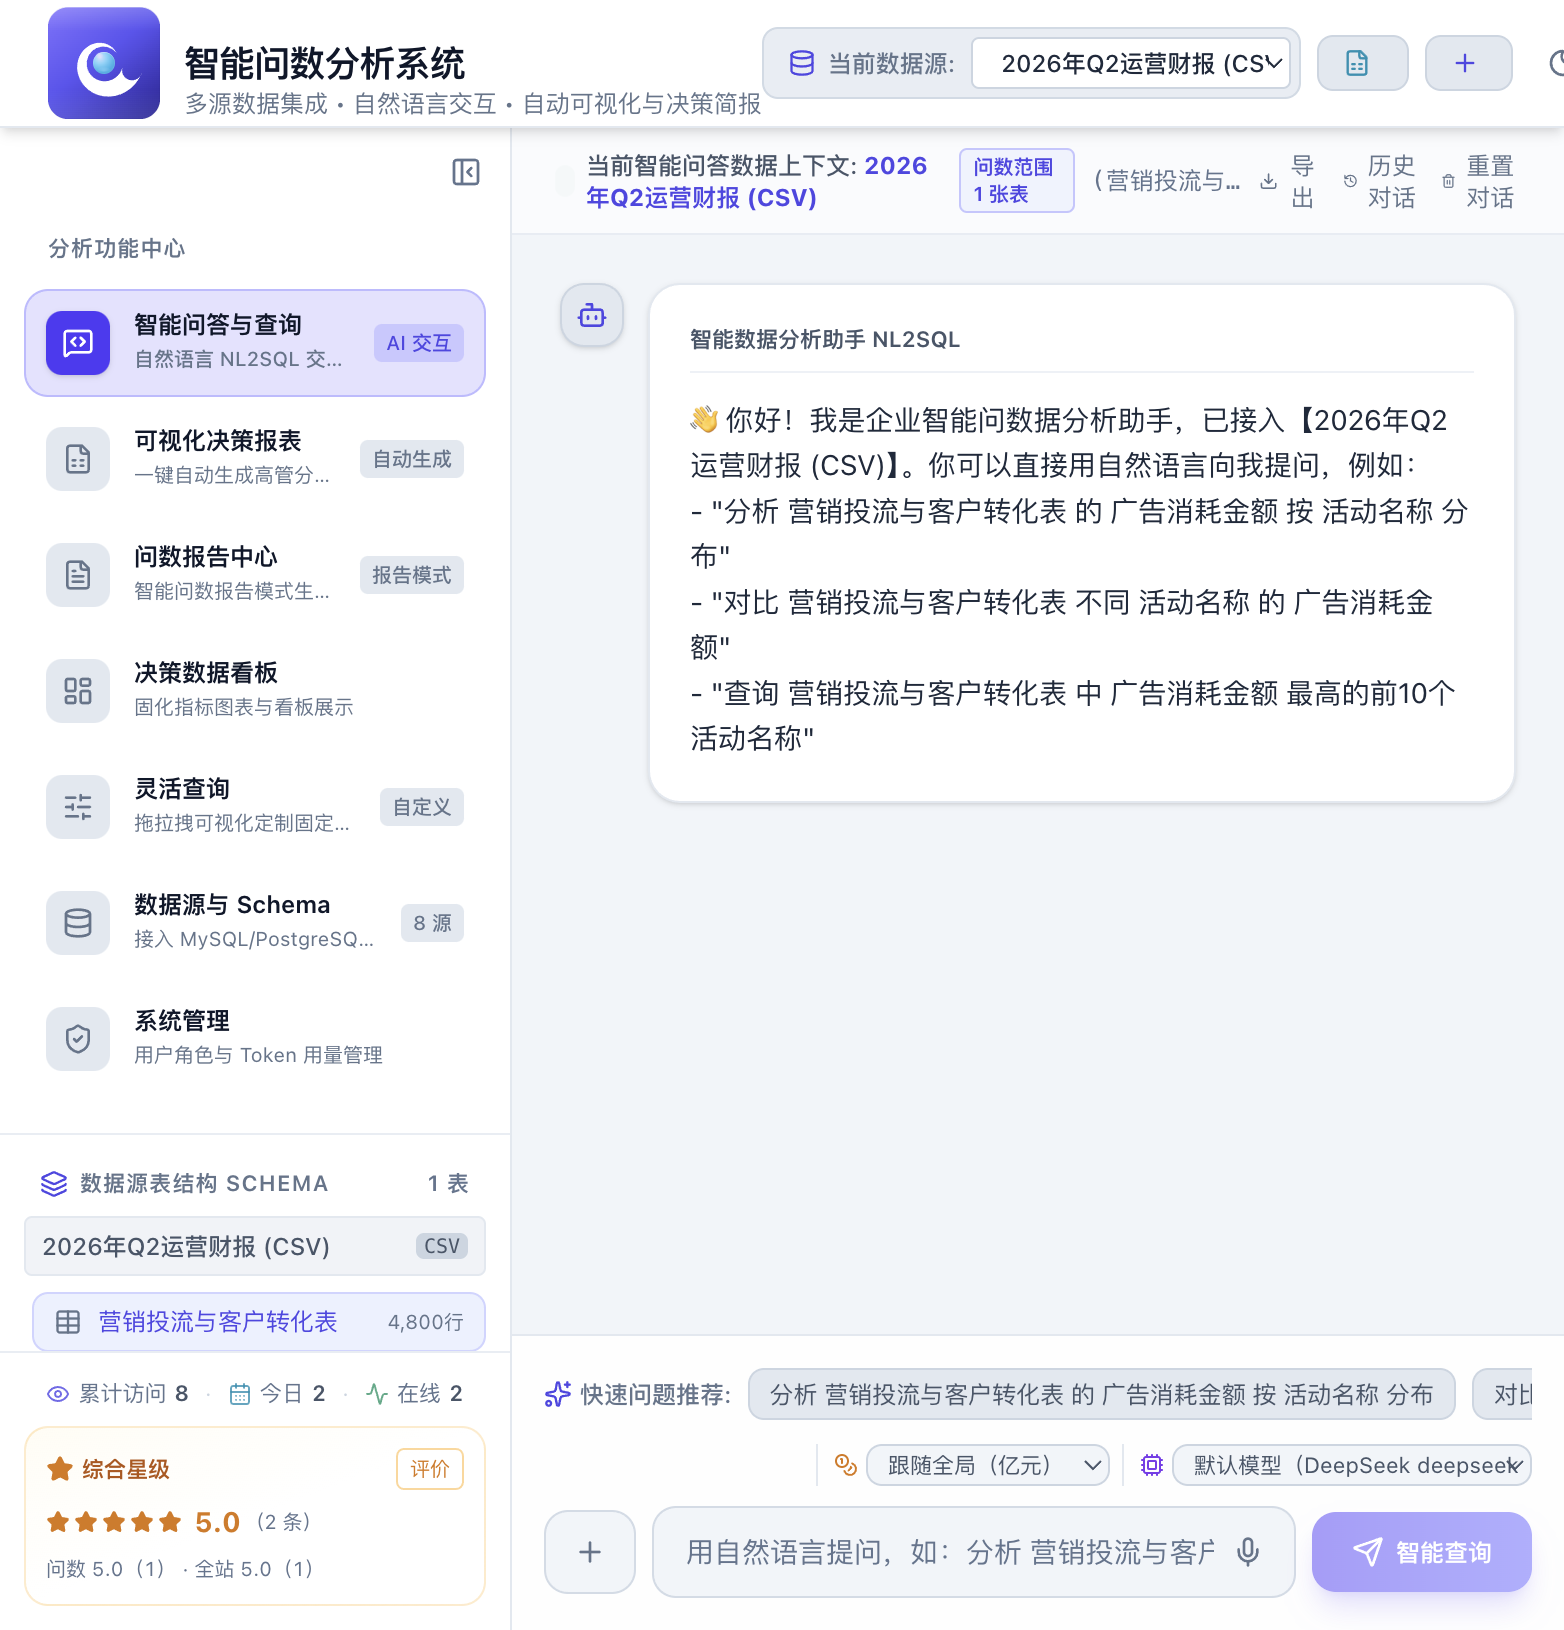 智能问数分析系统
多源数据集成 • 自然语言交互 • 自动可视化与决策简报
当前数据源:
2026年Q2运营财报 (CSV
分析功能中心
智能问答与查询
自然语言 NL2SQL 交...
AI 交互
可视化决策报表
一键自动生成高管分...
自动生成
问数报告中心
智能问数报告模式生...
报告模式
决策数据看板
固化指标图表与看板展示
灵活查询
拖拉拽可视化定制固定...
自定义
数据源与 Schema
接入 MySQL/PostgreSQ...
8 源
系统管理
用户角色与 Token 用量管理
数据源表结构 SCHEMA
1 表
2026年Q2运营财报 (CSV)
CSV
营销投流与客户转化表
4,800行
累计访问 8 · 今日 2 · 在线 2
综合星级
评价
5.0 (2 条)
问数 5.0（1） · 全站 5.0（1）
当前智能问答数据上下文: 2026
年Q2运营财报 (CSV)
问数范围
1 张表
（营销投流与...
导
出
历史
对话
重置
对话
智能数据分析助手 NL2SQL
👋 你好！我是企业智能问数据分析助手，已接入【2026年Q2
运营财报 (CSV)】。你可以直接用自然语言向我提问，例如：
- "分析 营销投流与客户转化表 的 广告消耗金额 按 活动名称 分
布"
- "对比 营销投流与客户转化表 不同 活动名称 的 广告消耗金
额"
- "查询 营销投流与客户转化表 中 广告消耗金额 最高的前10个
活动名称"
快速问题推荐:
分析 营销投流与客户转化表 的 广告消耗金额 按 活动名称 分布
对比
跟随全局（亿元）
默认模型（DeepSeek deepseek
用自然语言提问，如：分析 营销投流与客户
智能查询